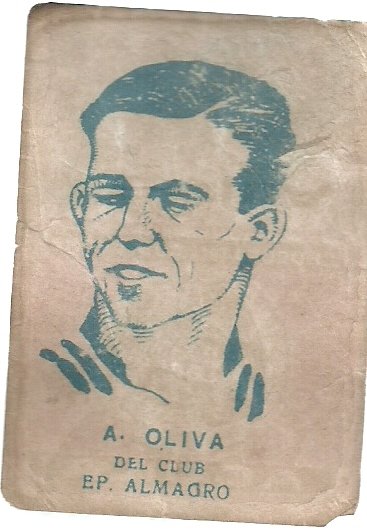 A. OLIVA
DEL CLUB
EP. ALMAGRO